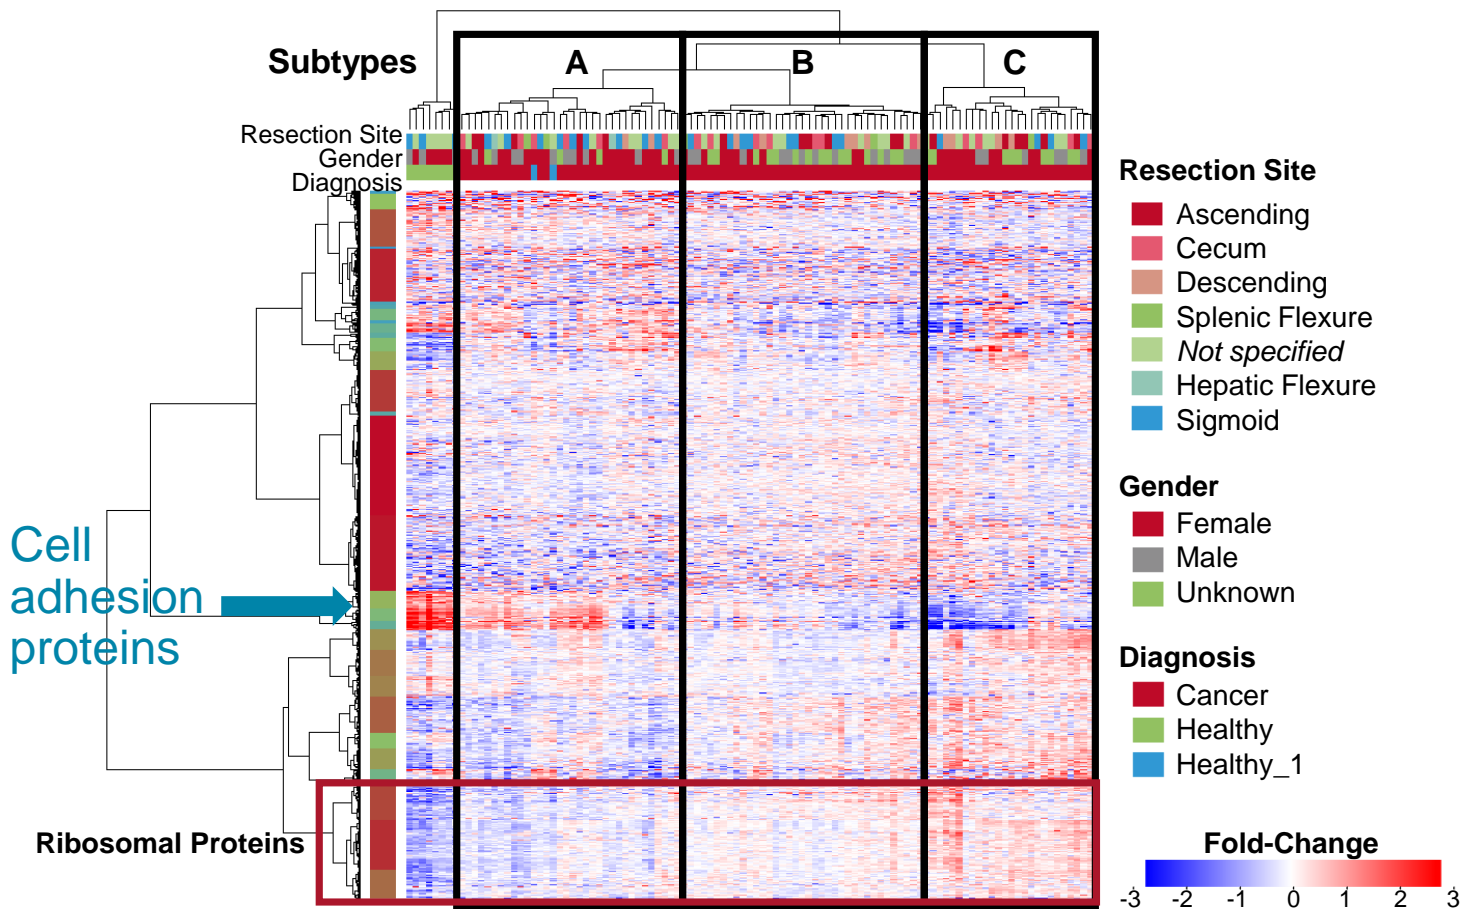 Subtypes
A
B
C
Resection Site
Gender
Diagnosis
Cell
adhesion
proteins
Ribosomal Proteins
Resection Site
Ascending
Cecum
Descending
Splenic Flexure
Not specified
Hepatic Flexure
Sigmoid
Gender
Female
Male
Unknown
Diagnosis
Cancer
Healthy
Healthy_1
Fold-Change
-3 -2 -1 0 1 2 3